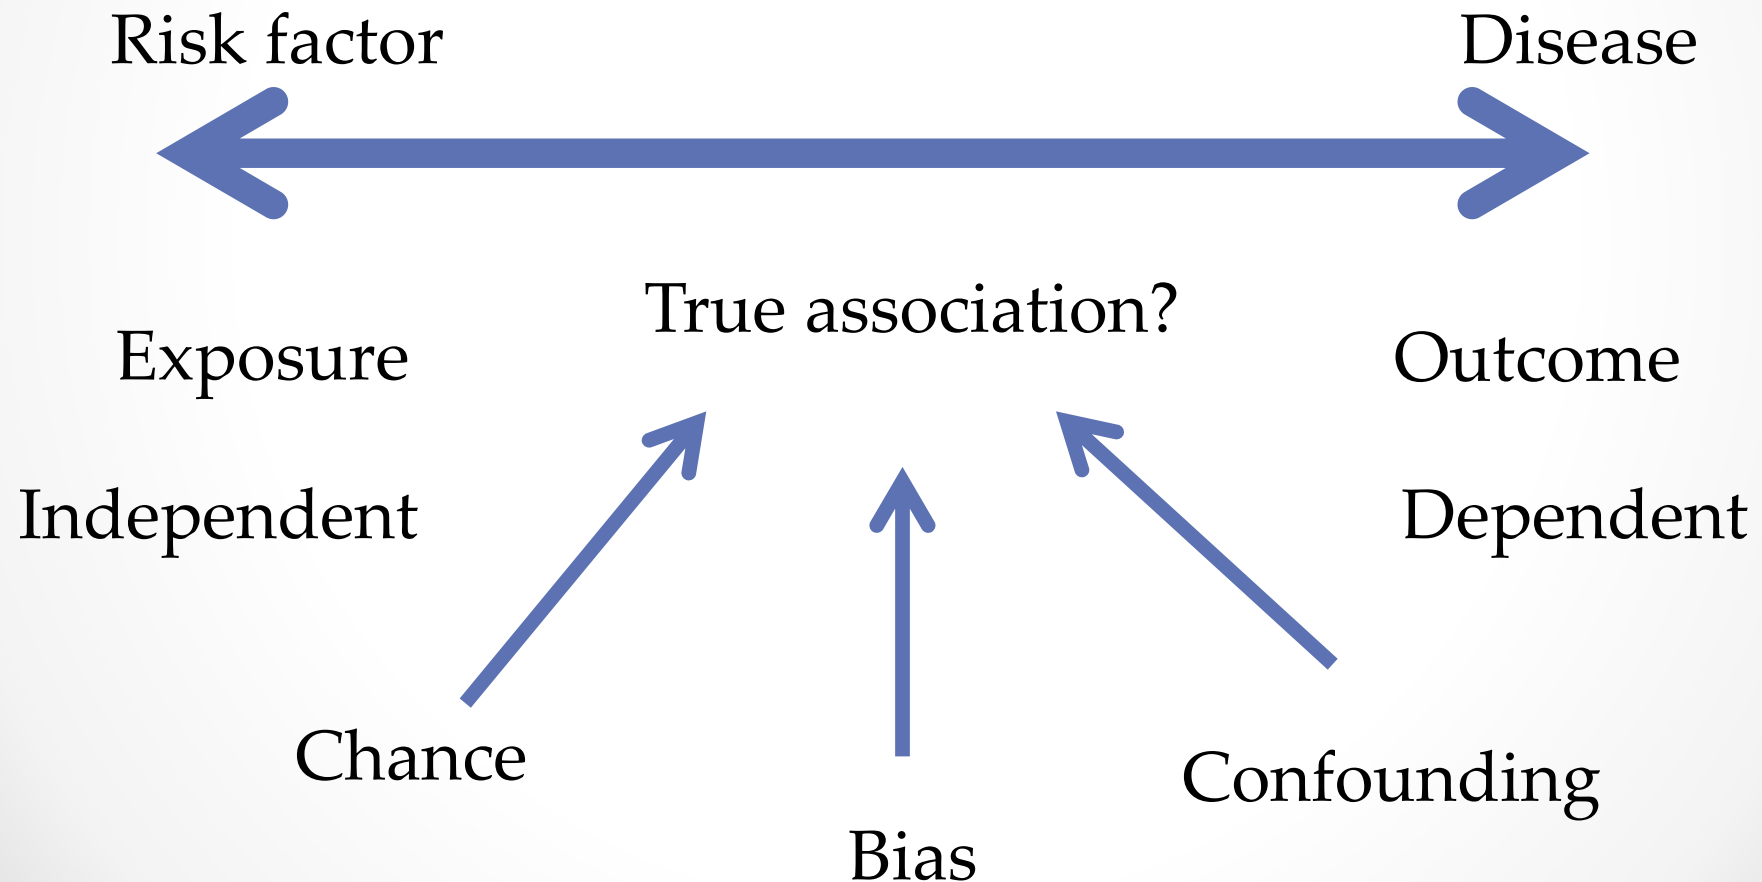 Risk factor
Disease
True association?
Exposure
Outcome
Independent
Dependent
Chance
Confounding
Bias